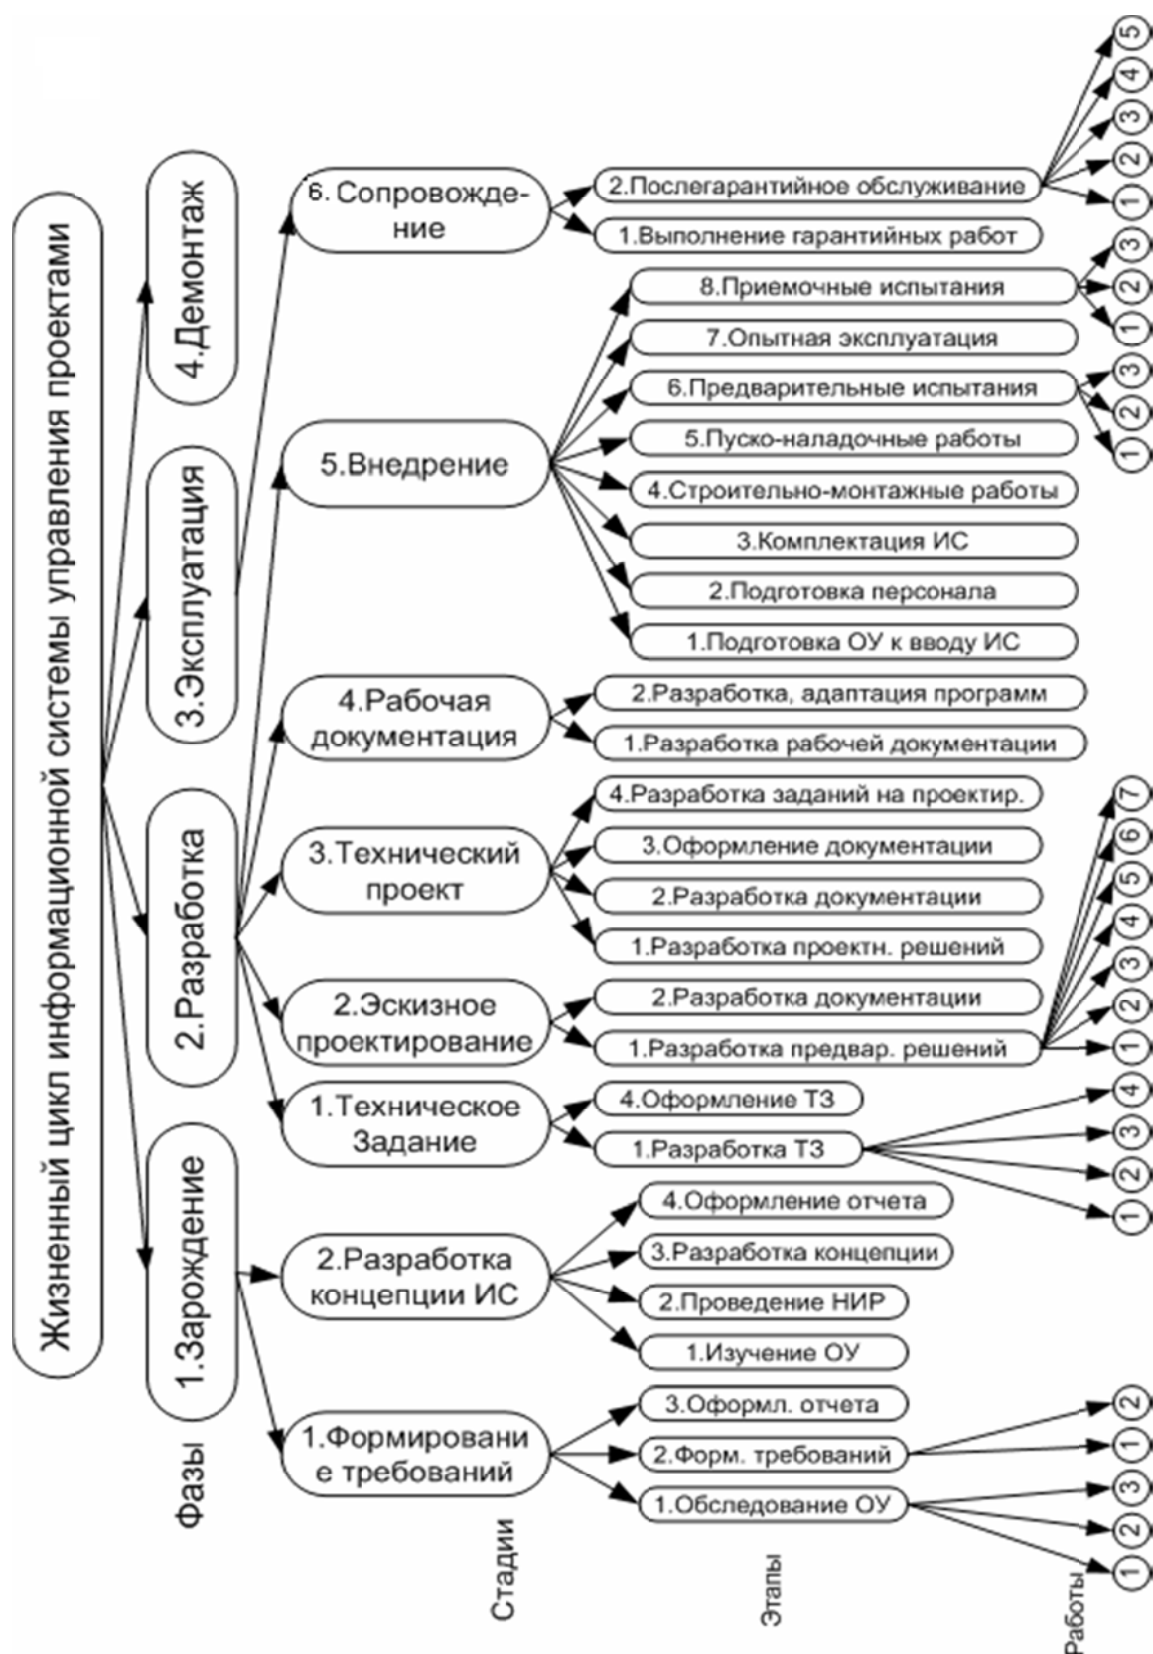 Жизненный цикл информационной системы управления проектами
Фазы
1.Зарождение
2.Разработка
3.Эксплуатация
4.Демонтаж
Стадии
1.Формировани
е требований
2.Разработка
концепции ИС
1.Техническое
Задание
2.Эскизное
проектирование
3.Технический
проект
4.Рабочая
документация
5.Внедрение
6.Сопровожде-
ние
Этапы
1.Обследование ОУ
2.Форм. требований
3.Оформл. отчета
1.Изучение ОУ
2.Проведение НИР
3.Разработка концепции
4.Оформление отчета
1.Разработка ТЗ
4.Оформление ТЗ
1.Разработка предвар. решений
2.Разработка документации
1.Разработка проектн. решений
2.Разработка документации
3.Оформление документации
4.Разработка заданий на проектир.
1.Разработка рабочей документации
2.Разработка, адаптация программ
1.Подготовка ОУ к вводу ИС
2.Подготовка персонала
3.Комплектация ИС
4.Строительно-монтажные работы
5.Пуско-наладочные работы
6.Предварительные испытания
7.Опытная эксплуатация
8.Приемочные испытания
1.Выполнение гарантийных работ
2.Послегарантийное обслуживание
Работы
1
2
3
1
2
1
2
3
4
1
2
3
4
5
6
7
1
2
3
1
2
3
1
2
3
4
5